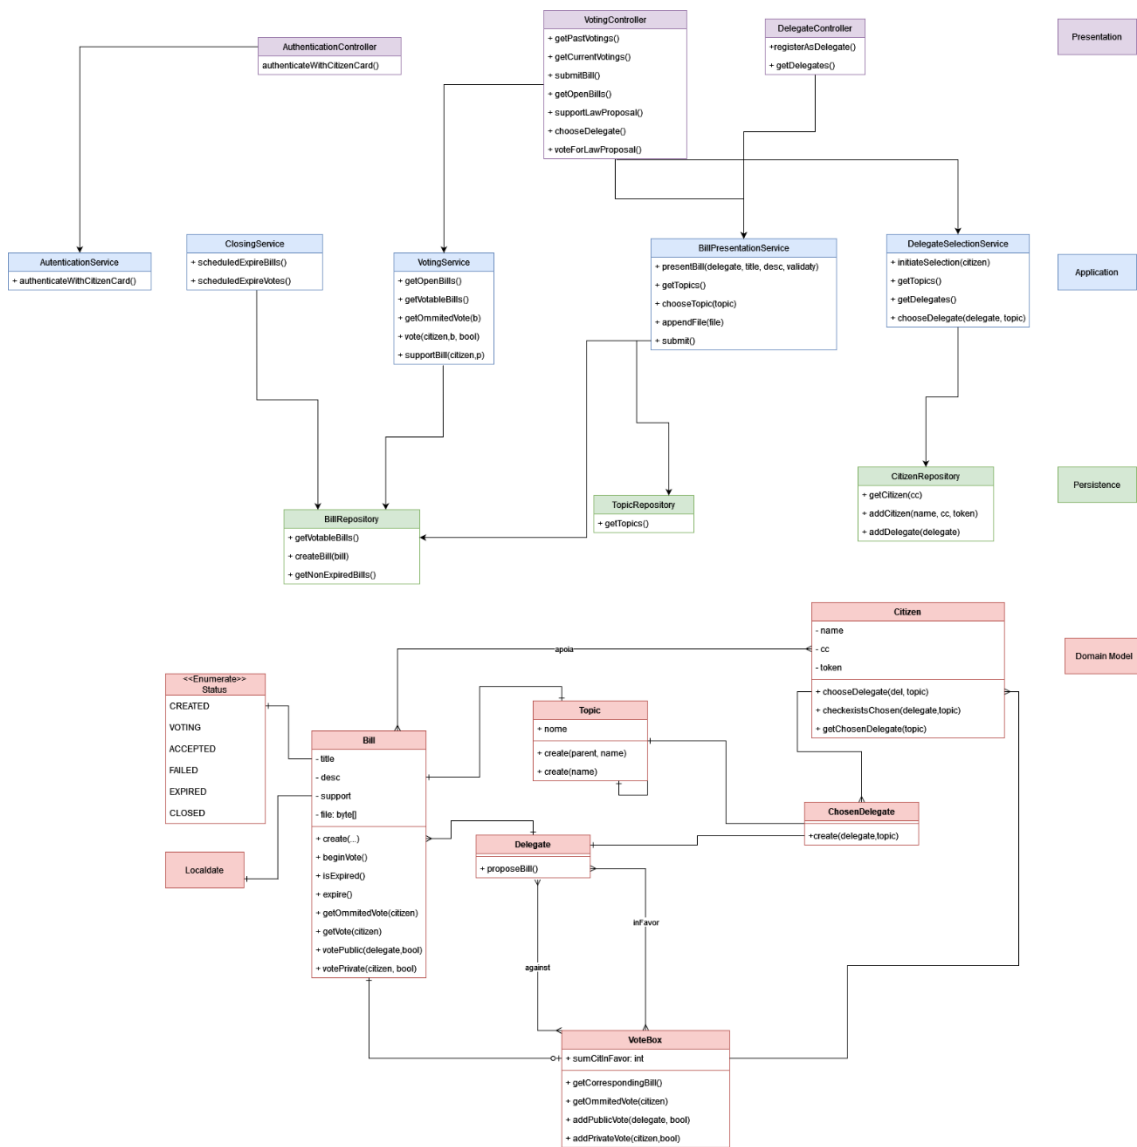 VotingController
+ getPastVotings()
+ getCurrentVotings()
+ submitBill()
+ getOpenBills()
+ supportLawProposal()
+ chooseDelegate()
+ voteForLawProposal()
DelegateController
+registerAsDelegate()
+ getDelegates()
Presentation
AuthenticationController
authenticateWithCitizenCard()
AutenticationService
+ authenticateWithCitizenCard()
ClosingService
+ scheduledExpireBills()
+ scheduledExpireVotes()
VotingService
+ getOpenBills()
+ getVotableBills()
+ getOmmitedVote(b)
+ vote(citizen,b, bool)
+ supportBill(citizen,p)
BillPresentationService
+ presentBill(delegate, title, desc, validaty)
+ getTopics()
+ chooseTopic(topic)
+ appendFile(file)
+ submit()
DelegateSelectionService
+ initiateSelection(citizen)
+ getTopics()
+ getDelegates()
+ chooseDelegate(delegate, topic)
Application
BillRepository
+ getVotableBills()
+ createBill(bill)
+ getNonExpiredBills()
TopicRepository
+ getTopics()
CitizenRepository
+ getCitizen(cc)
+ addCitizen(name, cc, token)
+ addDelegate(delegate)
Persistence
Citizen
- name
- cc
- token
+ chooseDelegate(del, topic)
+ checkexistsChosen(delegate,topic)
+ getChosenDelegate(topic)
Domain Model
apoia
<<Enumerate>>
Status
CREATED
VOTING
ACCEPTED
FAILED
EXPIRED
CLOSED
Localdate
Bill
- title
- desc
- support
- file: byte[]
+ create(...)
+ beginVote()
+ isExpired()
+ expire()
+ getOmmitedVote(citizen)
+ getVote(citizen)
+ votePublic(delegate,bool)
+ votePrivate(citizen, bool)
Topic
+ nome
+ create(parent, name)
+ create(name)
ChosenDelegate
+create(delegate,topic)
Delegate
+ proposeBill()
inFavor
against
VoteBox
+ sumCitInFavor: int
+ getCorrespondingBill()
+ getOmmitedVote(citizen)
+ addPublicVote(delegate, bool)
+ addPrivateVote(citizen,bool)